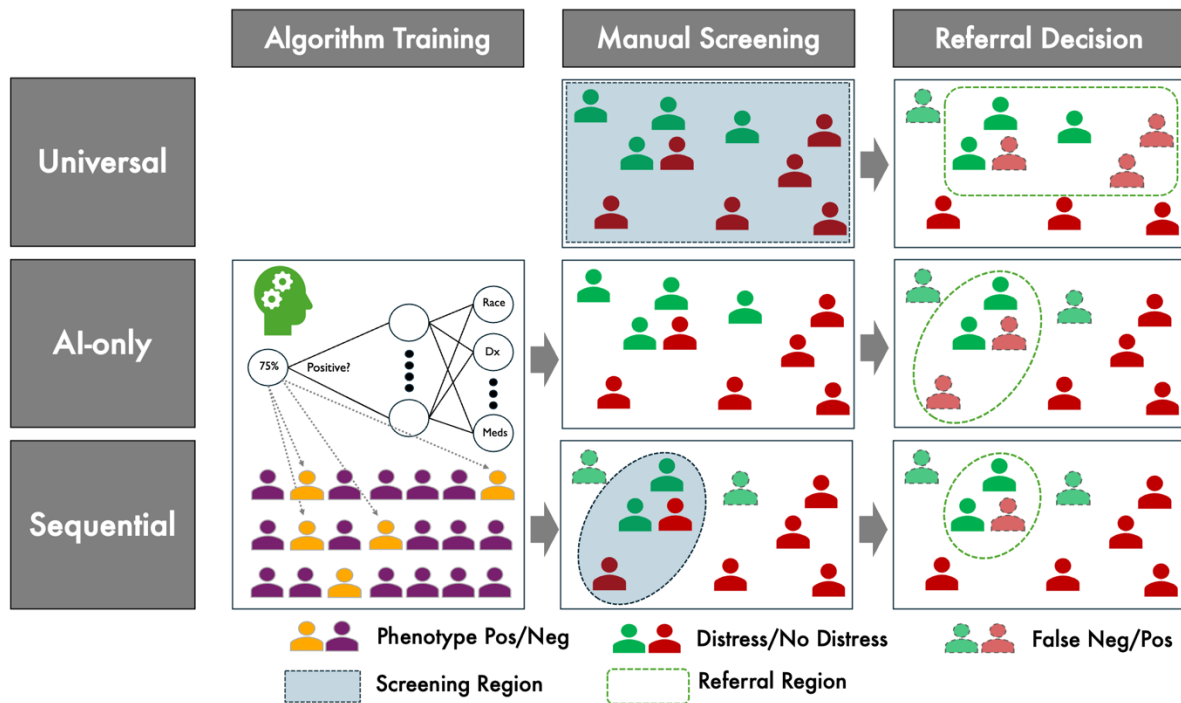 Algorithm Training
Manual Screening
Referral Decision
Universal
AI-only
75%
Positive?
Race
Dx
Meds
Sequential
Phenotype Pos/Neg
Distress/No Distress
False Neg/Pos
Screening Region
Referral Region